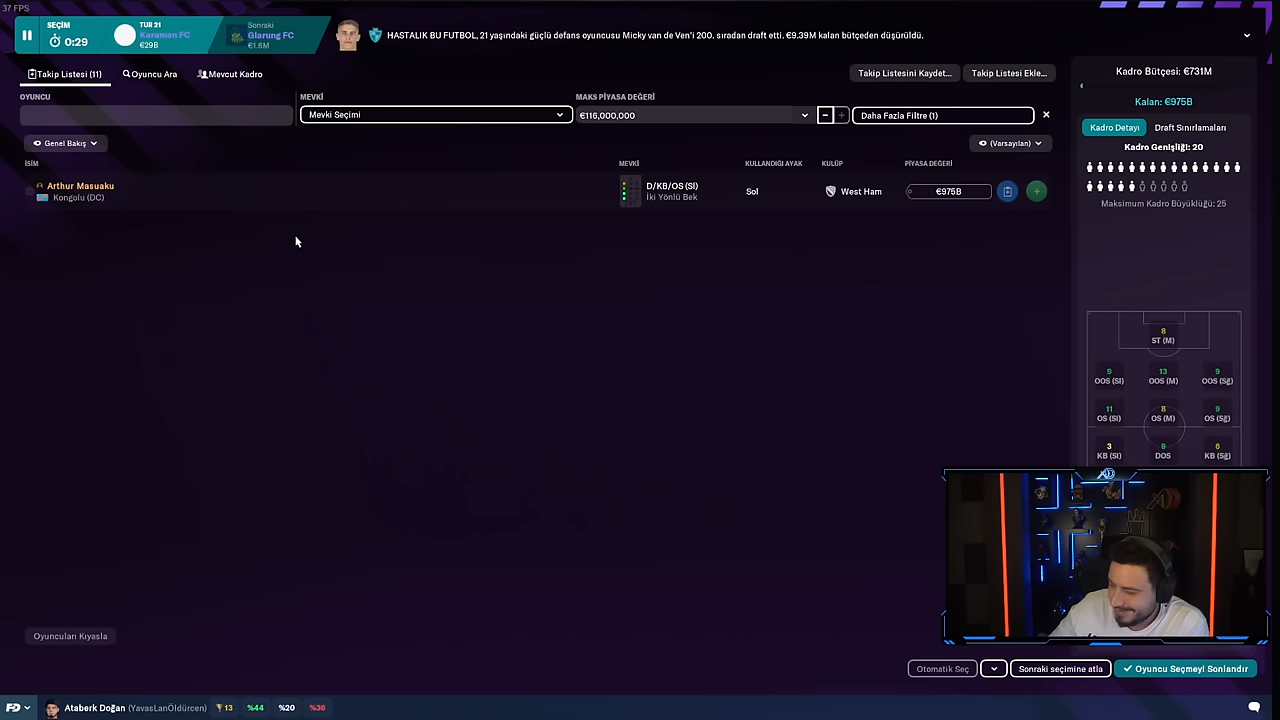 37 FPS
SEÇİM
0:29
TUR 21
Karaman FC
€29B
Sonraki
Glarung FC
€1.6M
HASTALIK BU FUTBOL, 21 yaşındaki güçlü defans oyuncusu Micky van de Ven'i 200. sıradan draft etti. €9.39M kalan bütçeden düşürüldü.
Takip Listesi (11)
Oyuncu Ara
Mevcut Kadro
Takip Listesini Kaydet...
Takip Listesi Ekle...
OYUNCU
MEVKİ
MAKS PİYASA DEĞERİ
Mevki Seçimi
€116,000,000
Daha Fazla Filtre (1)
Genel Bakış
(Varsayılan)
İSİM
MEVKİ
KULLANDIĞI AYAK
KULÜP
PİYASA DEĞERİ
Arthur Masuaku
Kongolu (DC)
D/KB/OS (Sl)
İki Yönlü Bek
Sol
West Ham
€975B
Kadro Bütçesi: €731M
Kalan: €975B
Kadro Detayı
Draft Sınırlamaları
Kadro Genişliği: 20
Maksimum Kadro Büyüklüğü: 25
8
ST (M)
9
OOS (Sl)
13
OOS (M)
9
OOS (Sğ)
11
OS (Sl)
8
OS (M)
9
OS (Sğ)
3
KB (Sl)
9
DOS
6
KB (Sğ)
Oyuncuları Kıyasla
Otomatik Seç
Sonraki seçimine atla
Oyuncu Seçmeyi Sonlandır
Ataberk Doğan (YavasLanÖldürcen)
13
%44
%20
%36